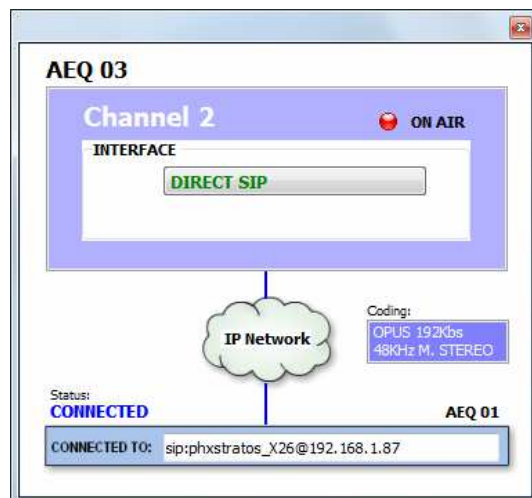 AEQ 03
Channel 2
ON AIR
INTERFACE
DIRECT SIP
IP Network
Coding:
OPUS 192Kbs
48KHz M. STEREO
Status:
CONNECTED
AEQ 01
CONNECTED TO: sip:phxstratos_X26@192.168.1.87